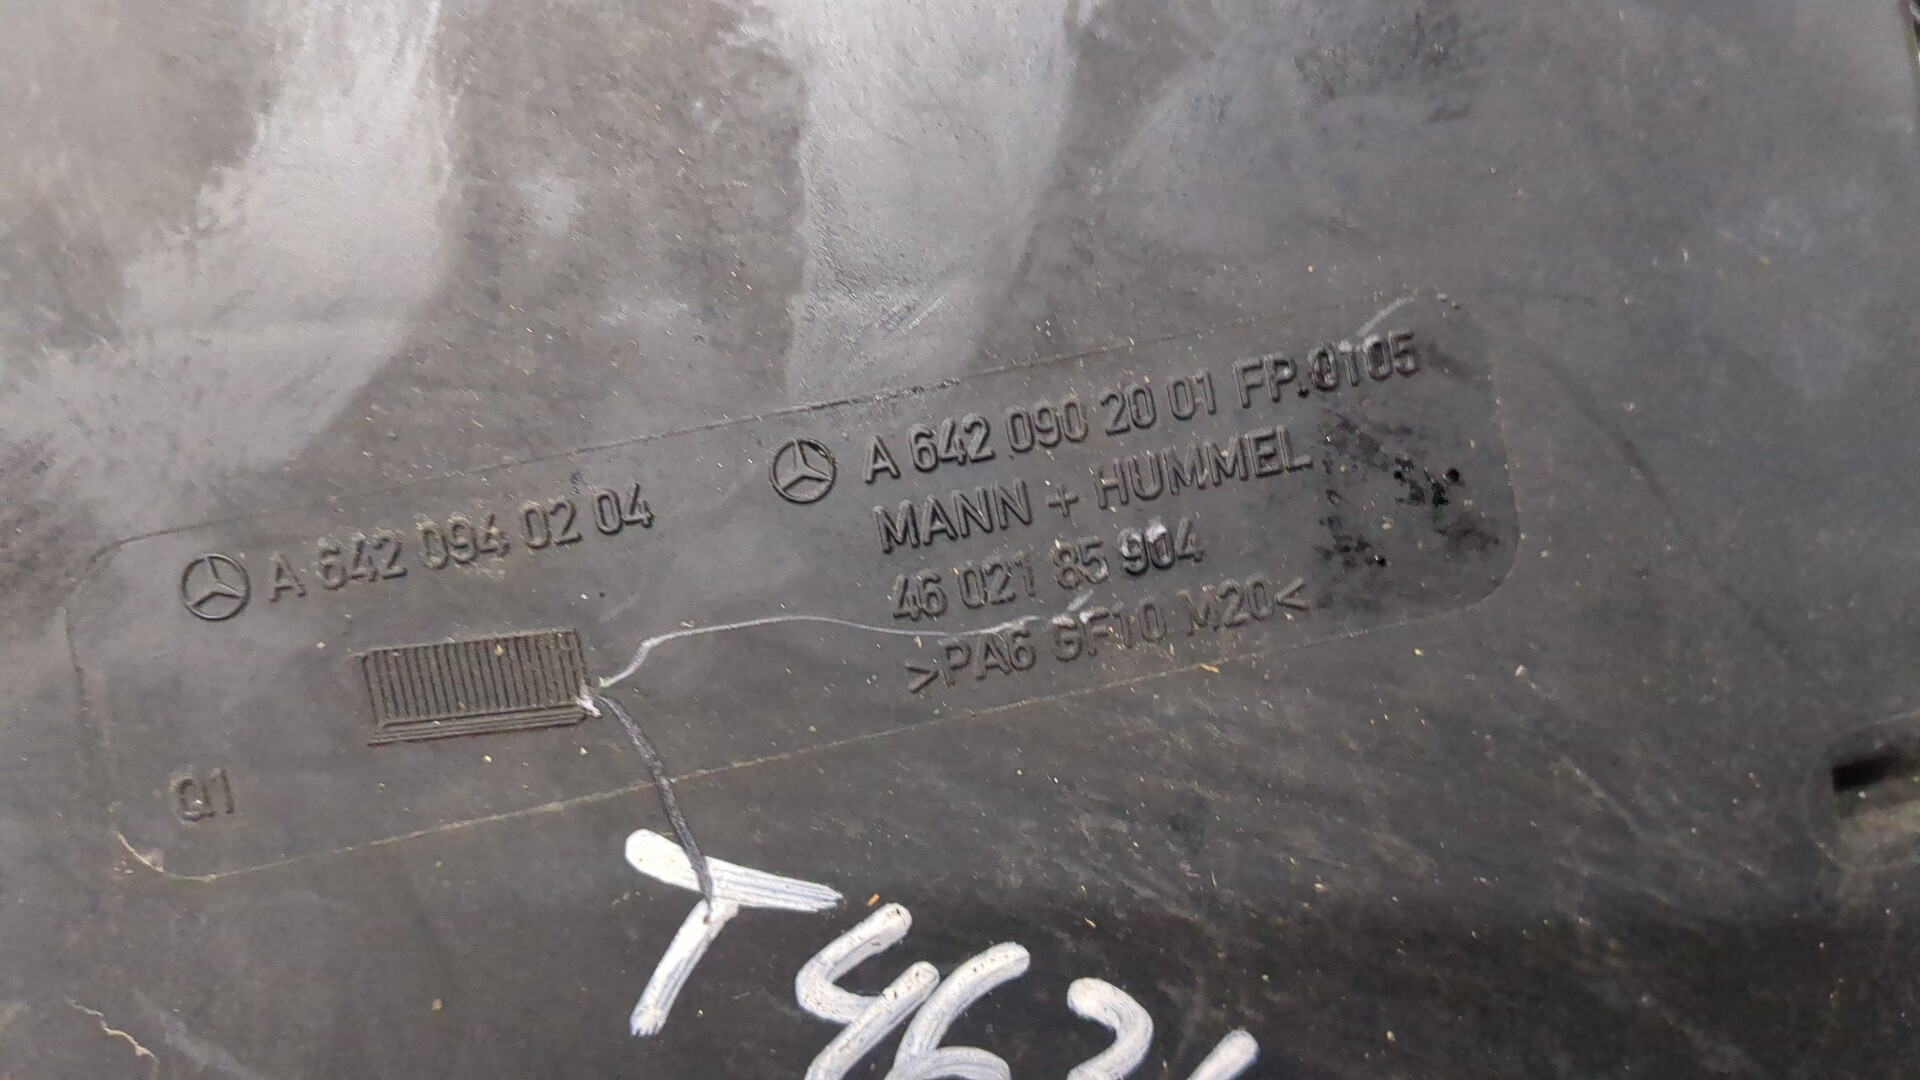 A 642 094 02 04
Q1
A 642 090 20 01 FP.0105
MANN + HUMMEL
46 021 85 904
>PA6 GF10 M20<